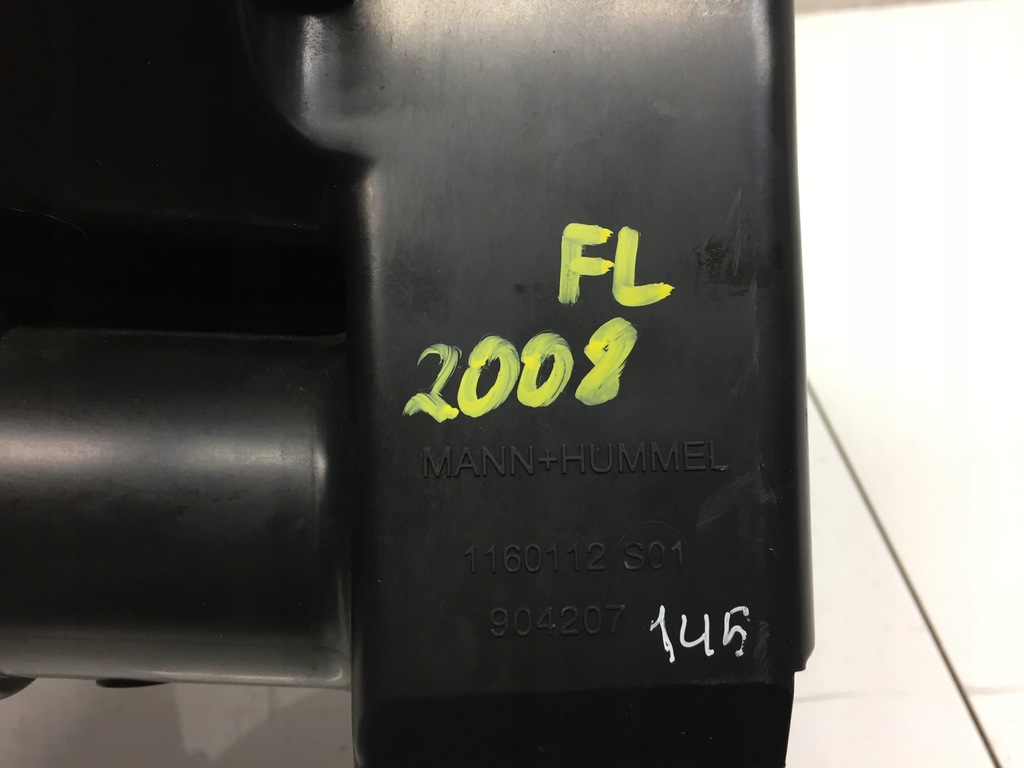 FL
2008
MANN+HUMMEL
1160112 S01
904207 145